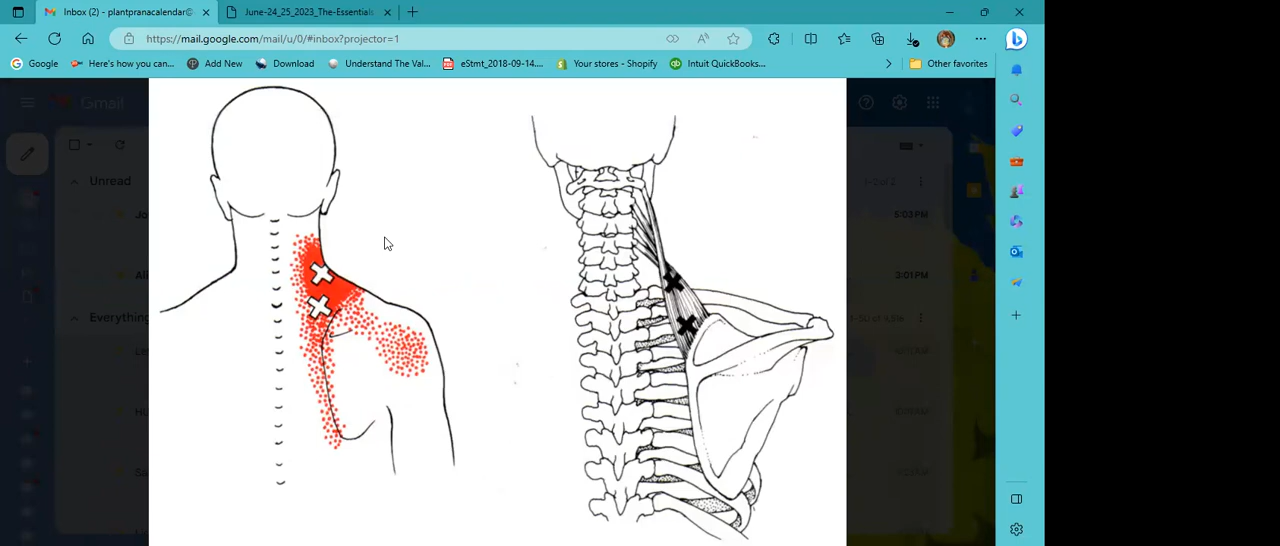 Inbox (2) - plantpranacalendar@
June-24_25_2023_The-Essentials
https://mail.google.com/mail/u/0/#inbox?projector=1
Google
Here's how you can...
Add New
Download
Understand The Val...
eStmt_2018-09-14....
Your stores - Shopify
Intuit QuickBooks...
Other favorites
Gmail
Unread
5:03 PM
3:01 PM